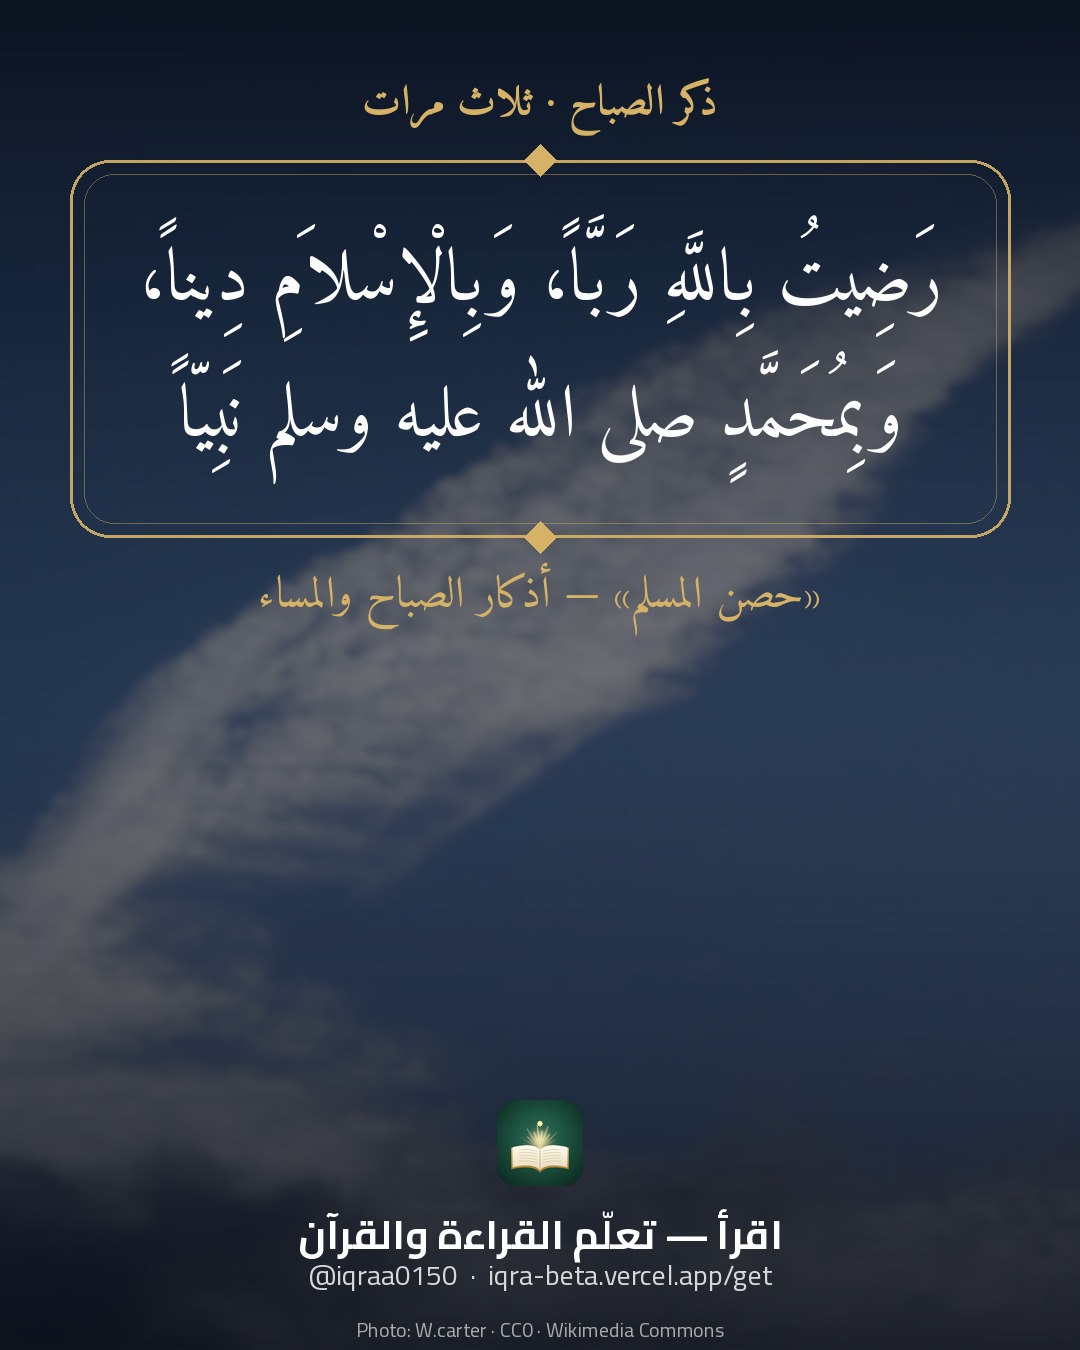 ذكر الصباح · ثلاث مرات
رَضِيتُ بِاللَّهِ رَبَّاً، وَبِالْإِسْلاَمِ دِيناً،
وَبِمُحَمَّدٍ صلى الله عليه وسلم نَبِيّاً
«حصن المسلم» — أذكار الصباح والمساء
اقرأ — تعلّم القراءة والقرآن
@iqraa0150 · iqra-beta.vercel.app/get
Photo: W.carter · CC0 · Wikimedia Commons